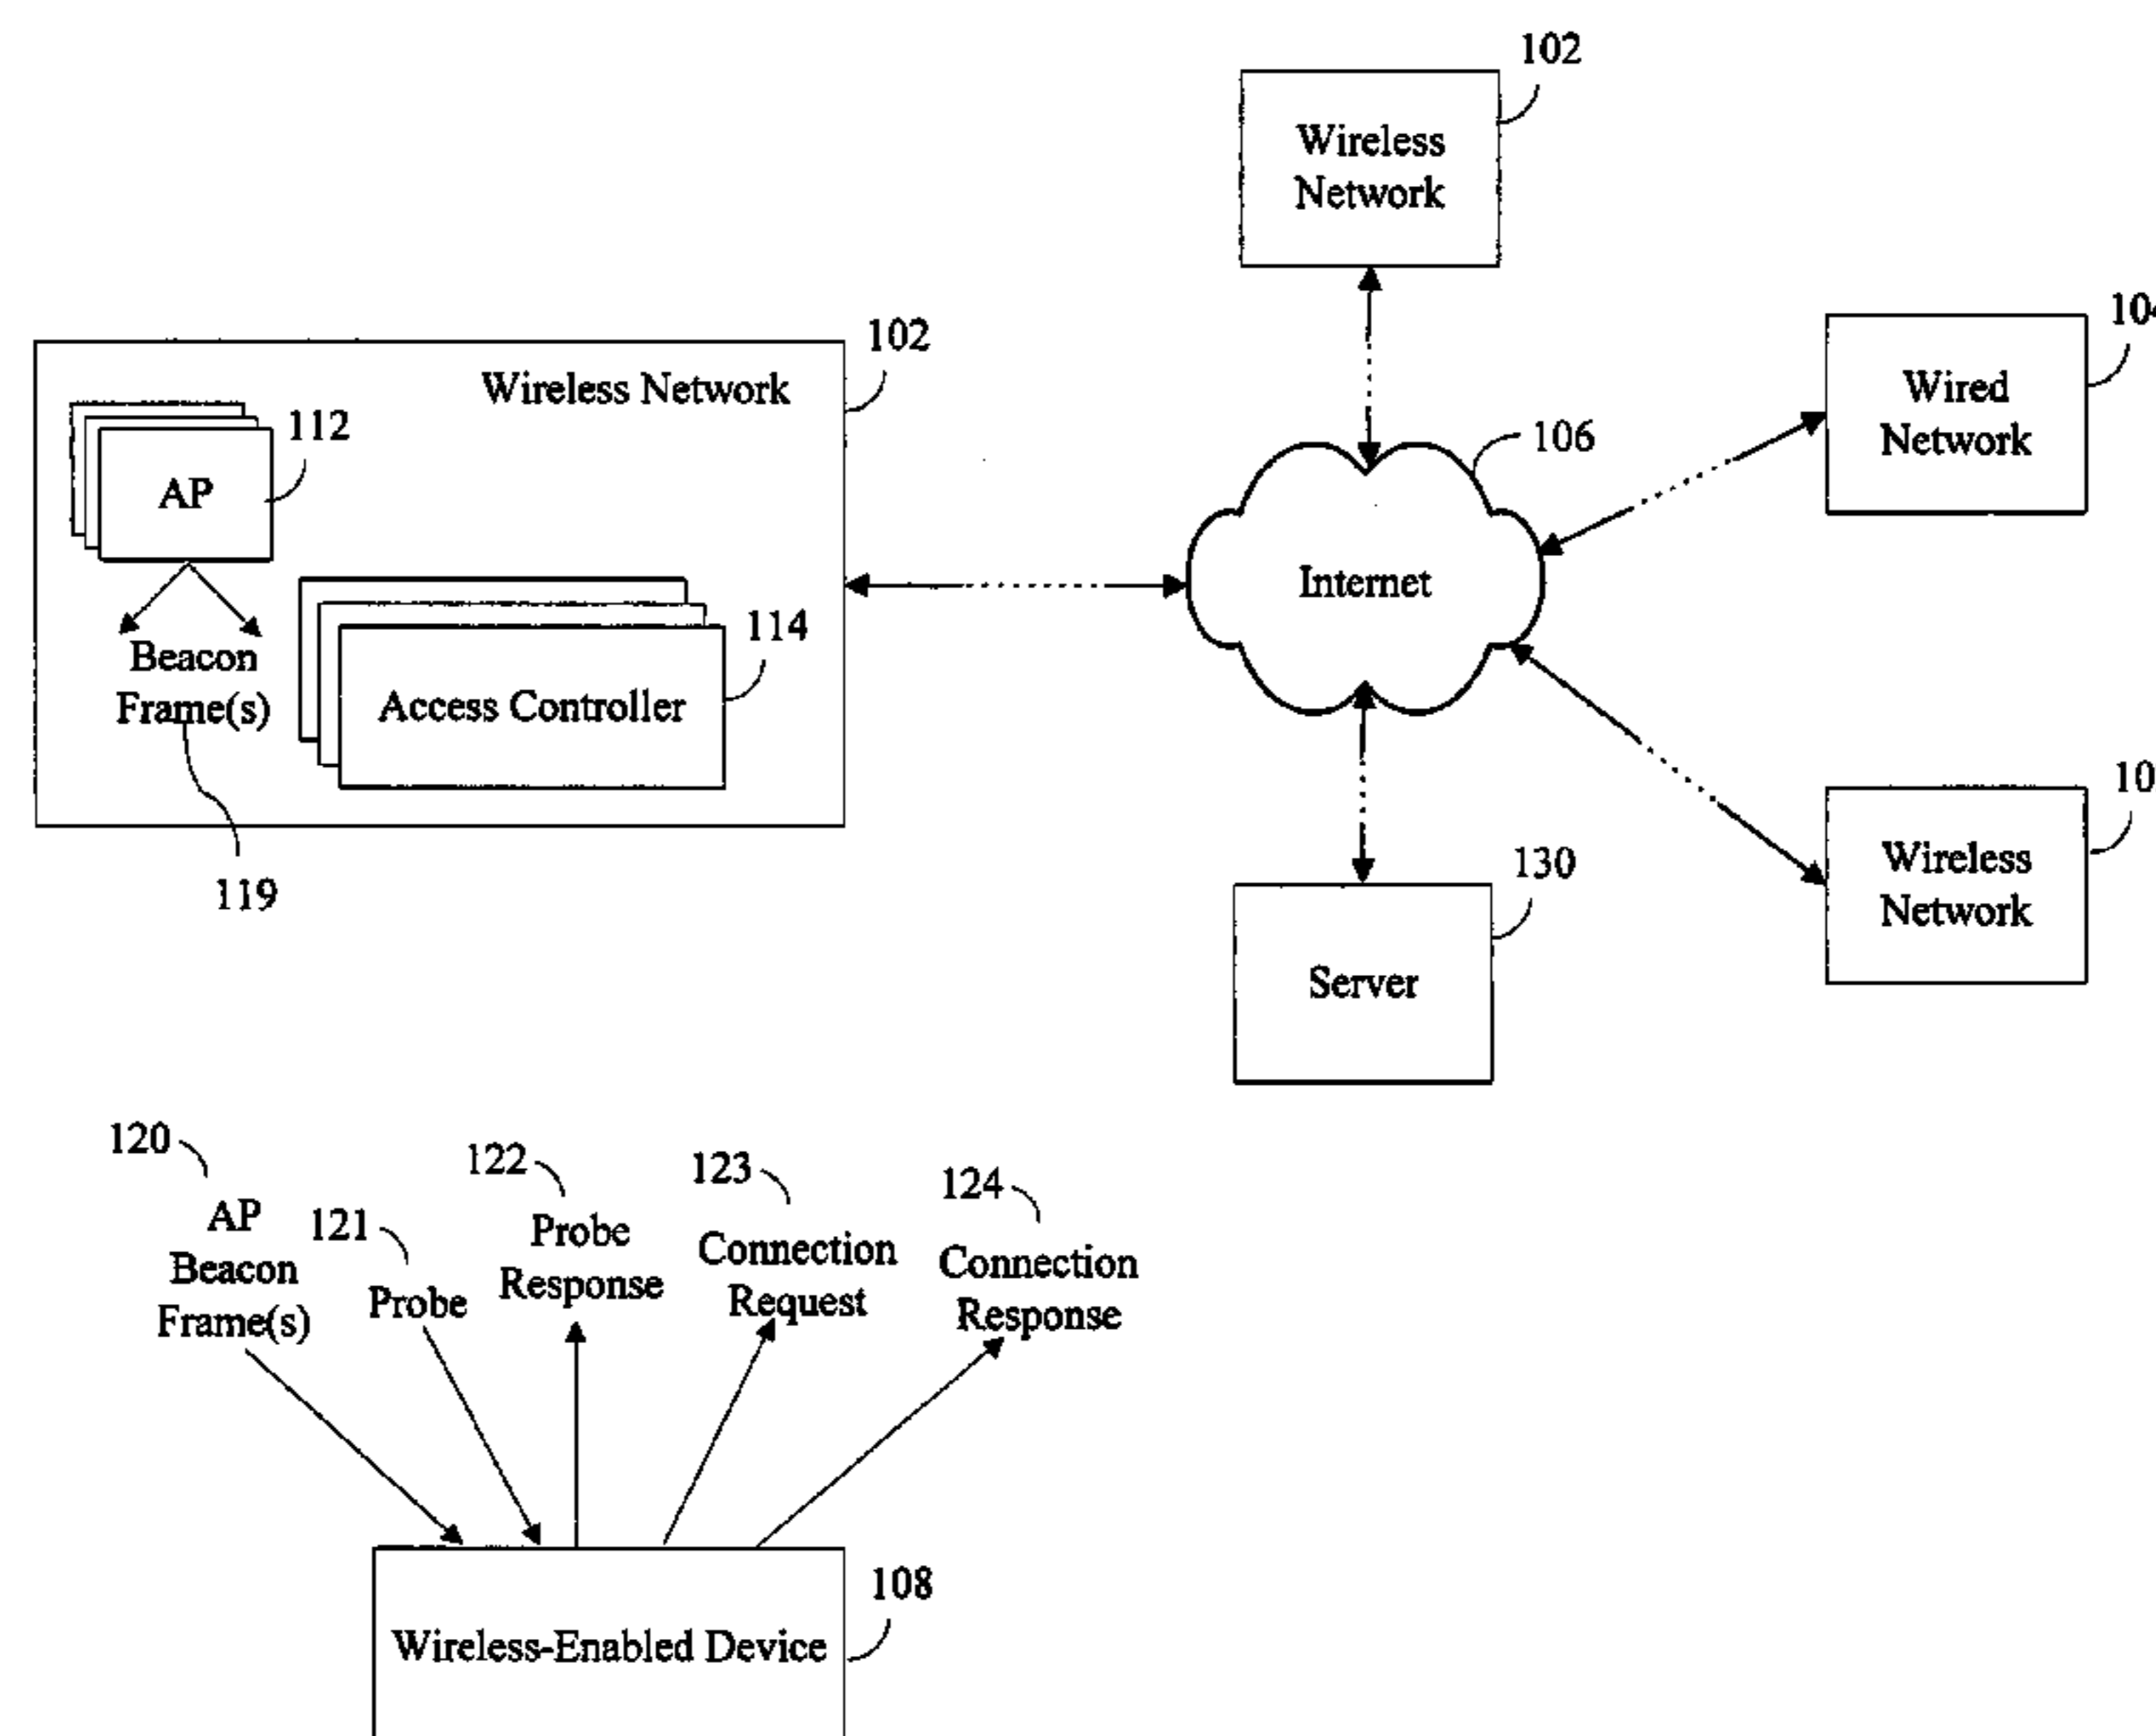 102
Wireless
Network
102
Wireless Network
112
AP
Beacon
Frame(s)
119
114
Access Controller
106
Internet
Wired
Network
Wireless
Network
130
Server
120
AP
Beacon
Frame(s)
121
Probe
122
Probe
Response
123
Connection
Request
124
Connection
Response
108
Wireless-Enabled Device